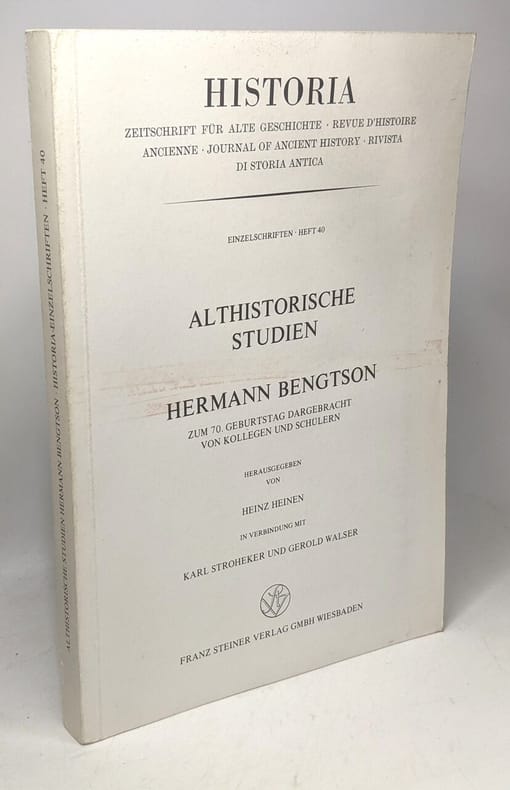 HISTORIA
ZEITSCHRIFT FÜR ALTE GESCHICHTE · REVUE D'HISTOIRE
ANCIENNE · JOURNAL OF ANCIENT HISTORY · RIVISTA
DI STORIA ANTICA
EINZELSCHRIFTEN · HEFT 40
ALTHISTORISCHE
STUDIEN
HERMANN BENGTSON
ZUM 70. GEBURTSTAG DARGEBRACHT
VON KOLLEGEN UND SCHÜLERN
HERAUSGEGEBEN
VON
HEINZ HEINEN
IN VERBINDUNG MIT
KARL STROHEKER UND GEROLD WALSER
FRANZ STEINER VERLAG GMBH WIESBADEN
ALTHISTORISCHE STUDIEN HERMANN BENGTSON · HISTORIA-EINZELSCHRIFTEN · HEFT 40